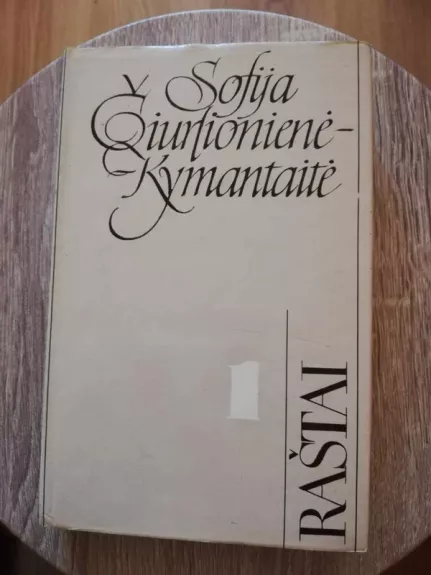 Sofija
Čiurlionienė-
-Kymantaitė
1
RAŠTAI